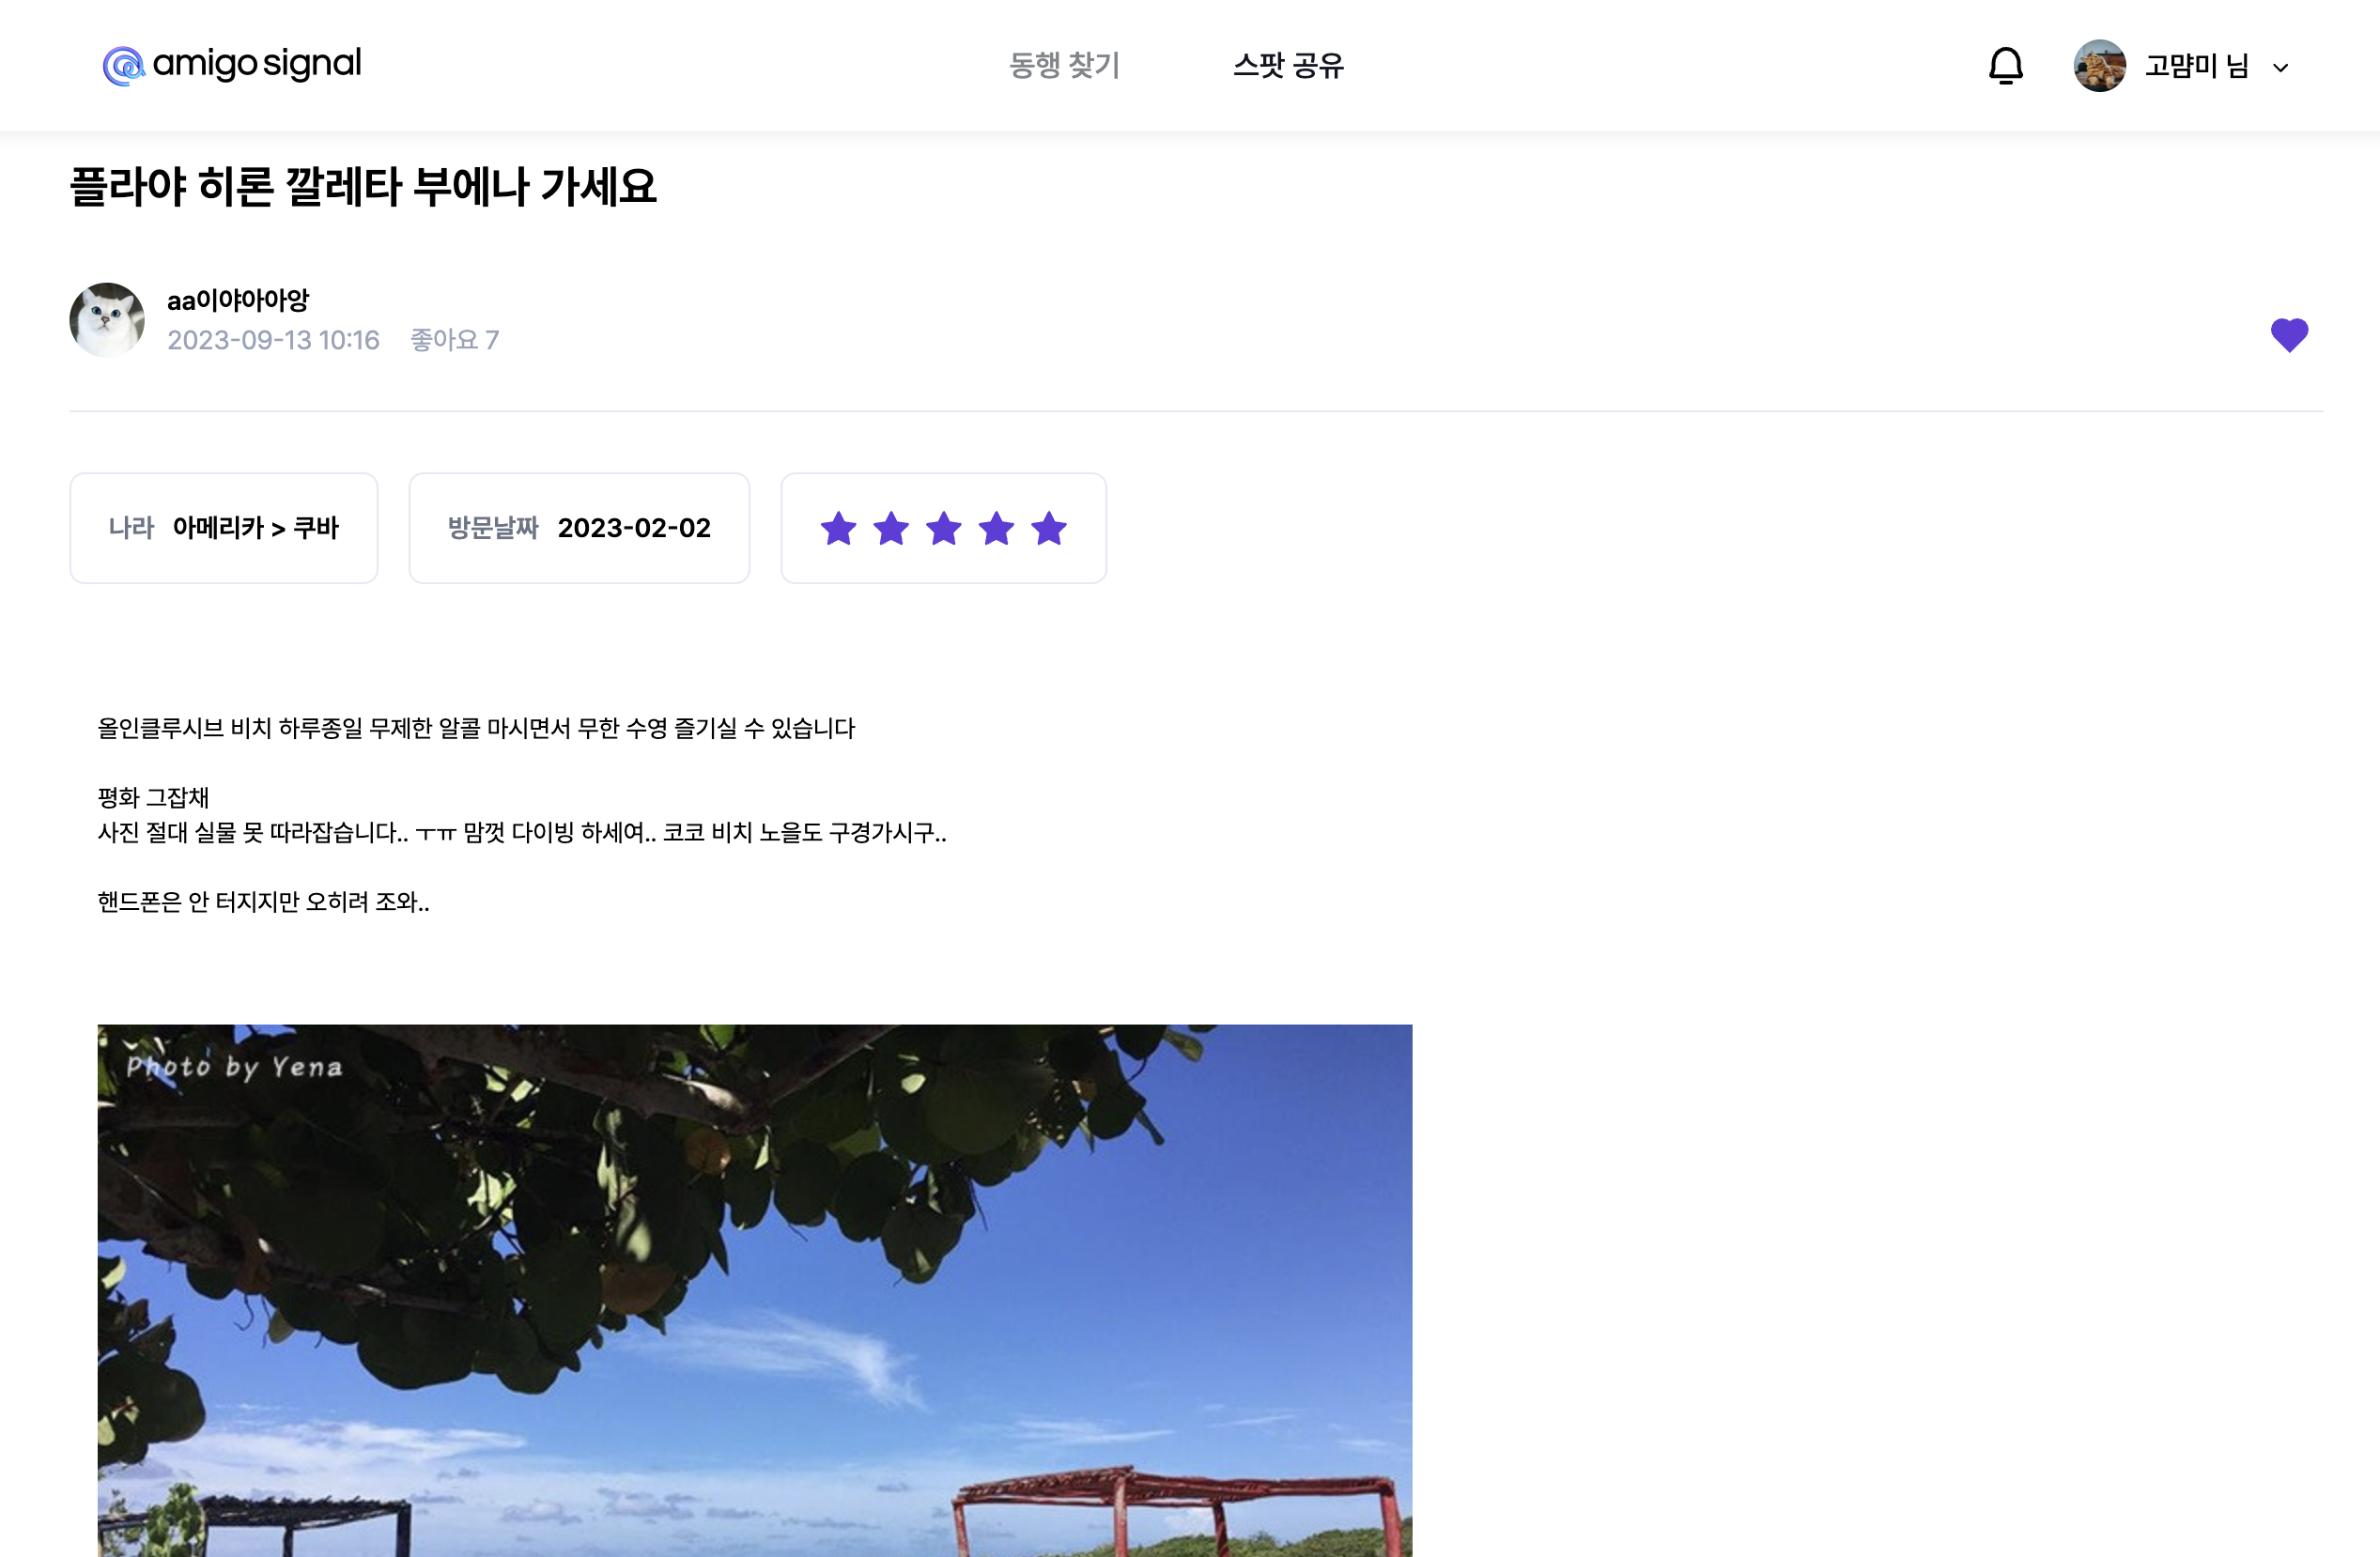 amigo signal
동행 찾기
스팟 공유
고먐미 님
플라야 히론 깔레타 부에나 가세요
aa이야아아앙
2023-09-13 10:16 좋아요 7
나라 아메리카 > 쿠바
방문날짜 2023-02-02
올인클루시브 비치 하루종일 무제한 알콜 마시면서 무한 수영 즐기실 수 있습니다
평화 그잡채
사진 절대 실물 못 따라잡습니다.. ㅜㅠ 맘껏 다이빙 하세여.. 코코 비치 노을도 구경가시구..
핸드폰은 안 터지지만 오히려 조와..
Photo by Yena